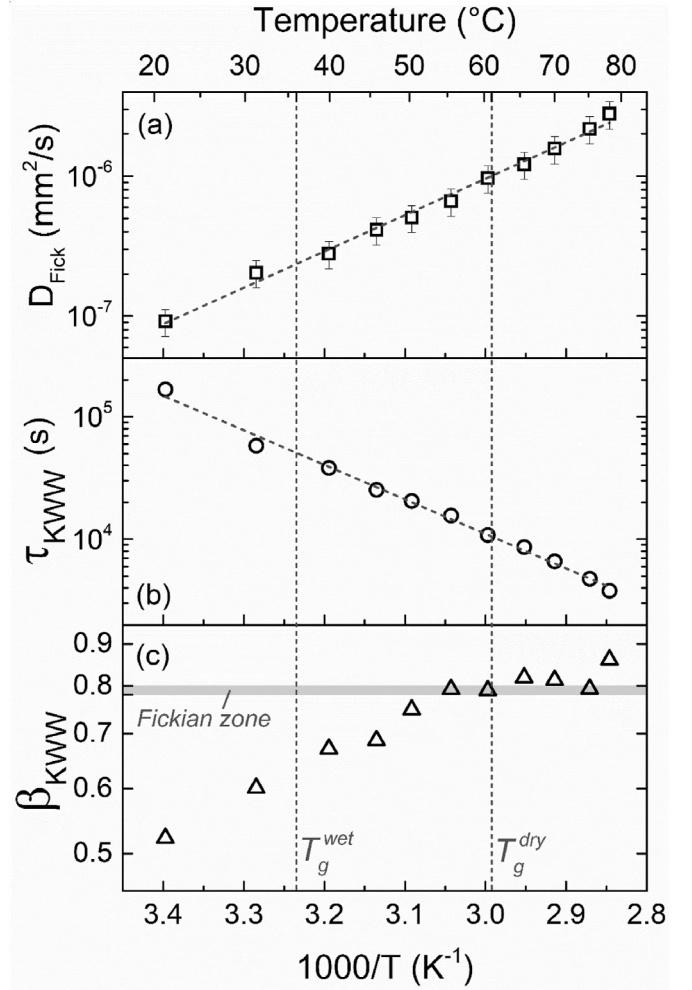 Temperature (°C)
20 30 40 50 60 70 80
(a)
D_Fick (mm²/s)
10⁻⁶
10⁻⁷
τ_KWW (s)
10⁵
10⁴
(b)
β_KWW
(c)
0.9
0.8
Fickian zone
0.7
0.6
0.5
T_g^wet
T_g^dry
3.4 3.3 3.2 3.1 3.0 2.9 2.8
1000/T (K⁻¹)